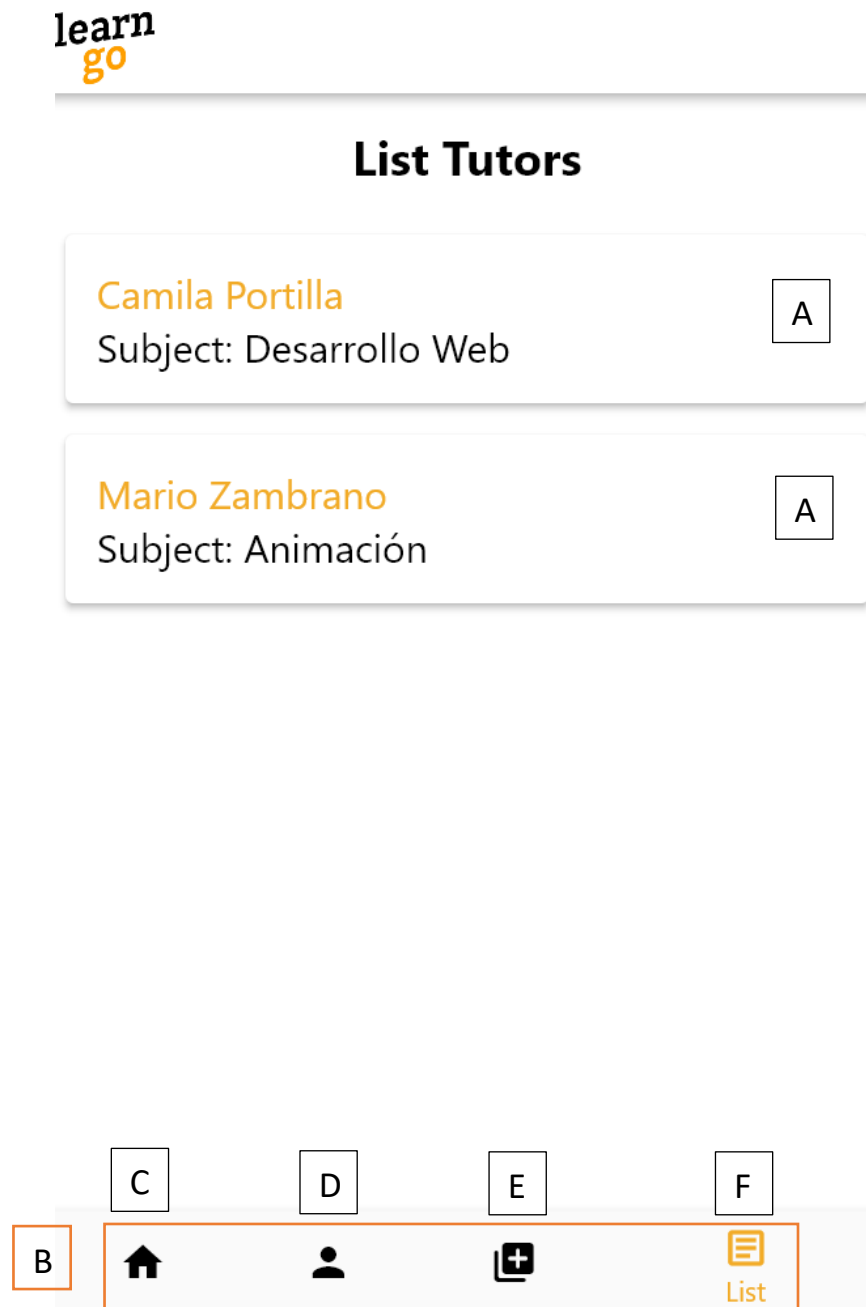 learn
go
List Tutors
Camila Portilla
Subject: Desarrollo Web
A
Mario Zambrano
Subject: Animación
A
C
D
E
F
B
List